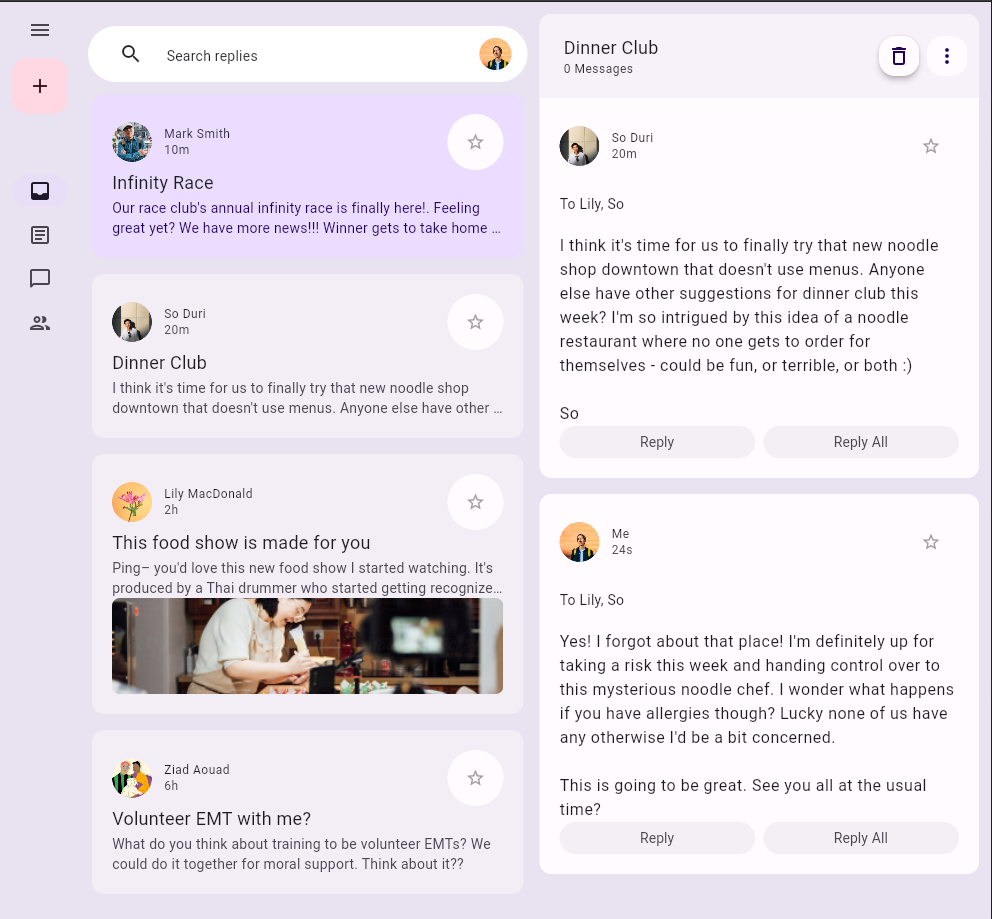 Search replies
Mark Smith
10m
Infinity Race
Our race club's annual infinity race is finally here!. Feeling
great yet? We have more news!!! Winner gets to take home …
So Duri
20m
Dinner Club
I think it's time for us to finally try that new noodle shop
downtown that doesn't use menus. Anyone else have other …
Lily MacDonald
2h
This food show is made for you
Ping– you'd love this new food show I started watching. It's
produced by a Thai drummer who started getting recognize…
Ziad Aouad
6h
Volunteer EMT with me?
What do you think about training to be volunteer EMTs? We
could do it together for moral support. Think about it??
Dinner Club
0 Messages
So Duri
20m
To Lily, So
I think it's time for us to finally try that new noodle
shop downtown that doesn't use menus. Anyone
else have other suggestions for dinner club this
week? I'm so intrigued by this idea of a noodle
restaurant where no one gets to order for
themselves - could be fun, or terrible, or both :)
So
Reply
Reply All
Me
24s
To Lily, So
Yes! I forgot about that place! I'm definitely up for
taking a risk this week and handing control over to
this mysterious noodle chef. I wonder what happens
if you have allergies though? Lucky none of us have
any otherwise I'd be a bit concerned.
This is going to be great. See you all at the usual
time?
Reply
Reply All